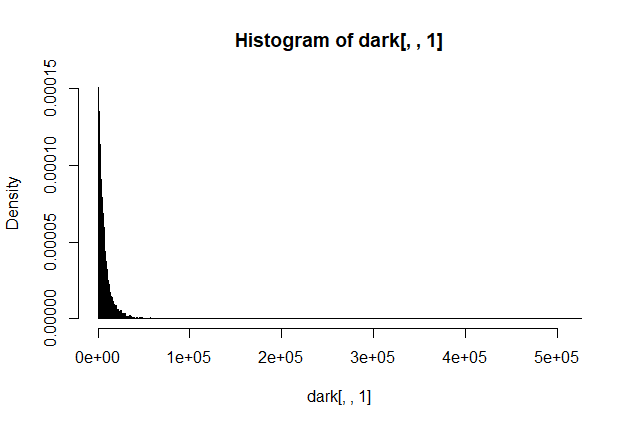 Histogram of dark[, , 1]
Density
0.00015
0.00010
0.00005
0.00000
0e+00 1e+05 2e+05 3e+05 4e+05 5e+05
dark[, , 1]